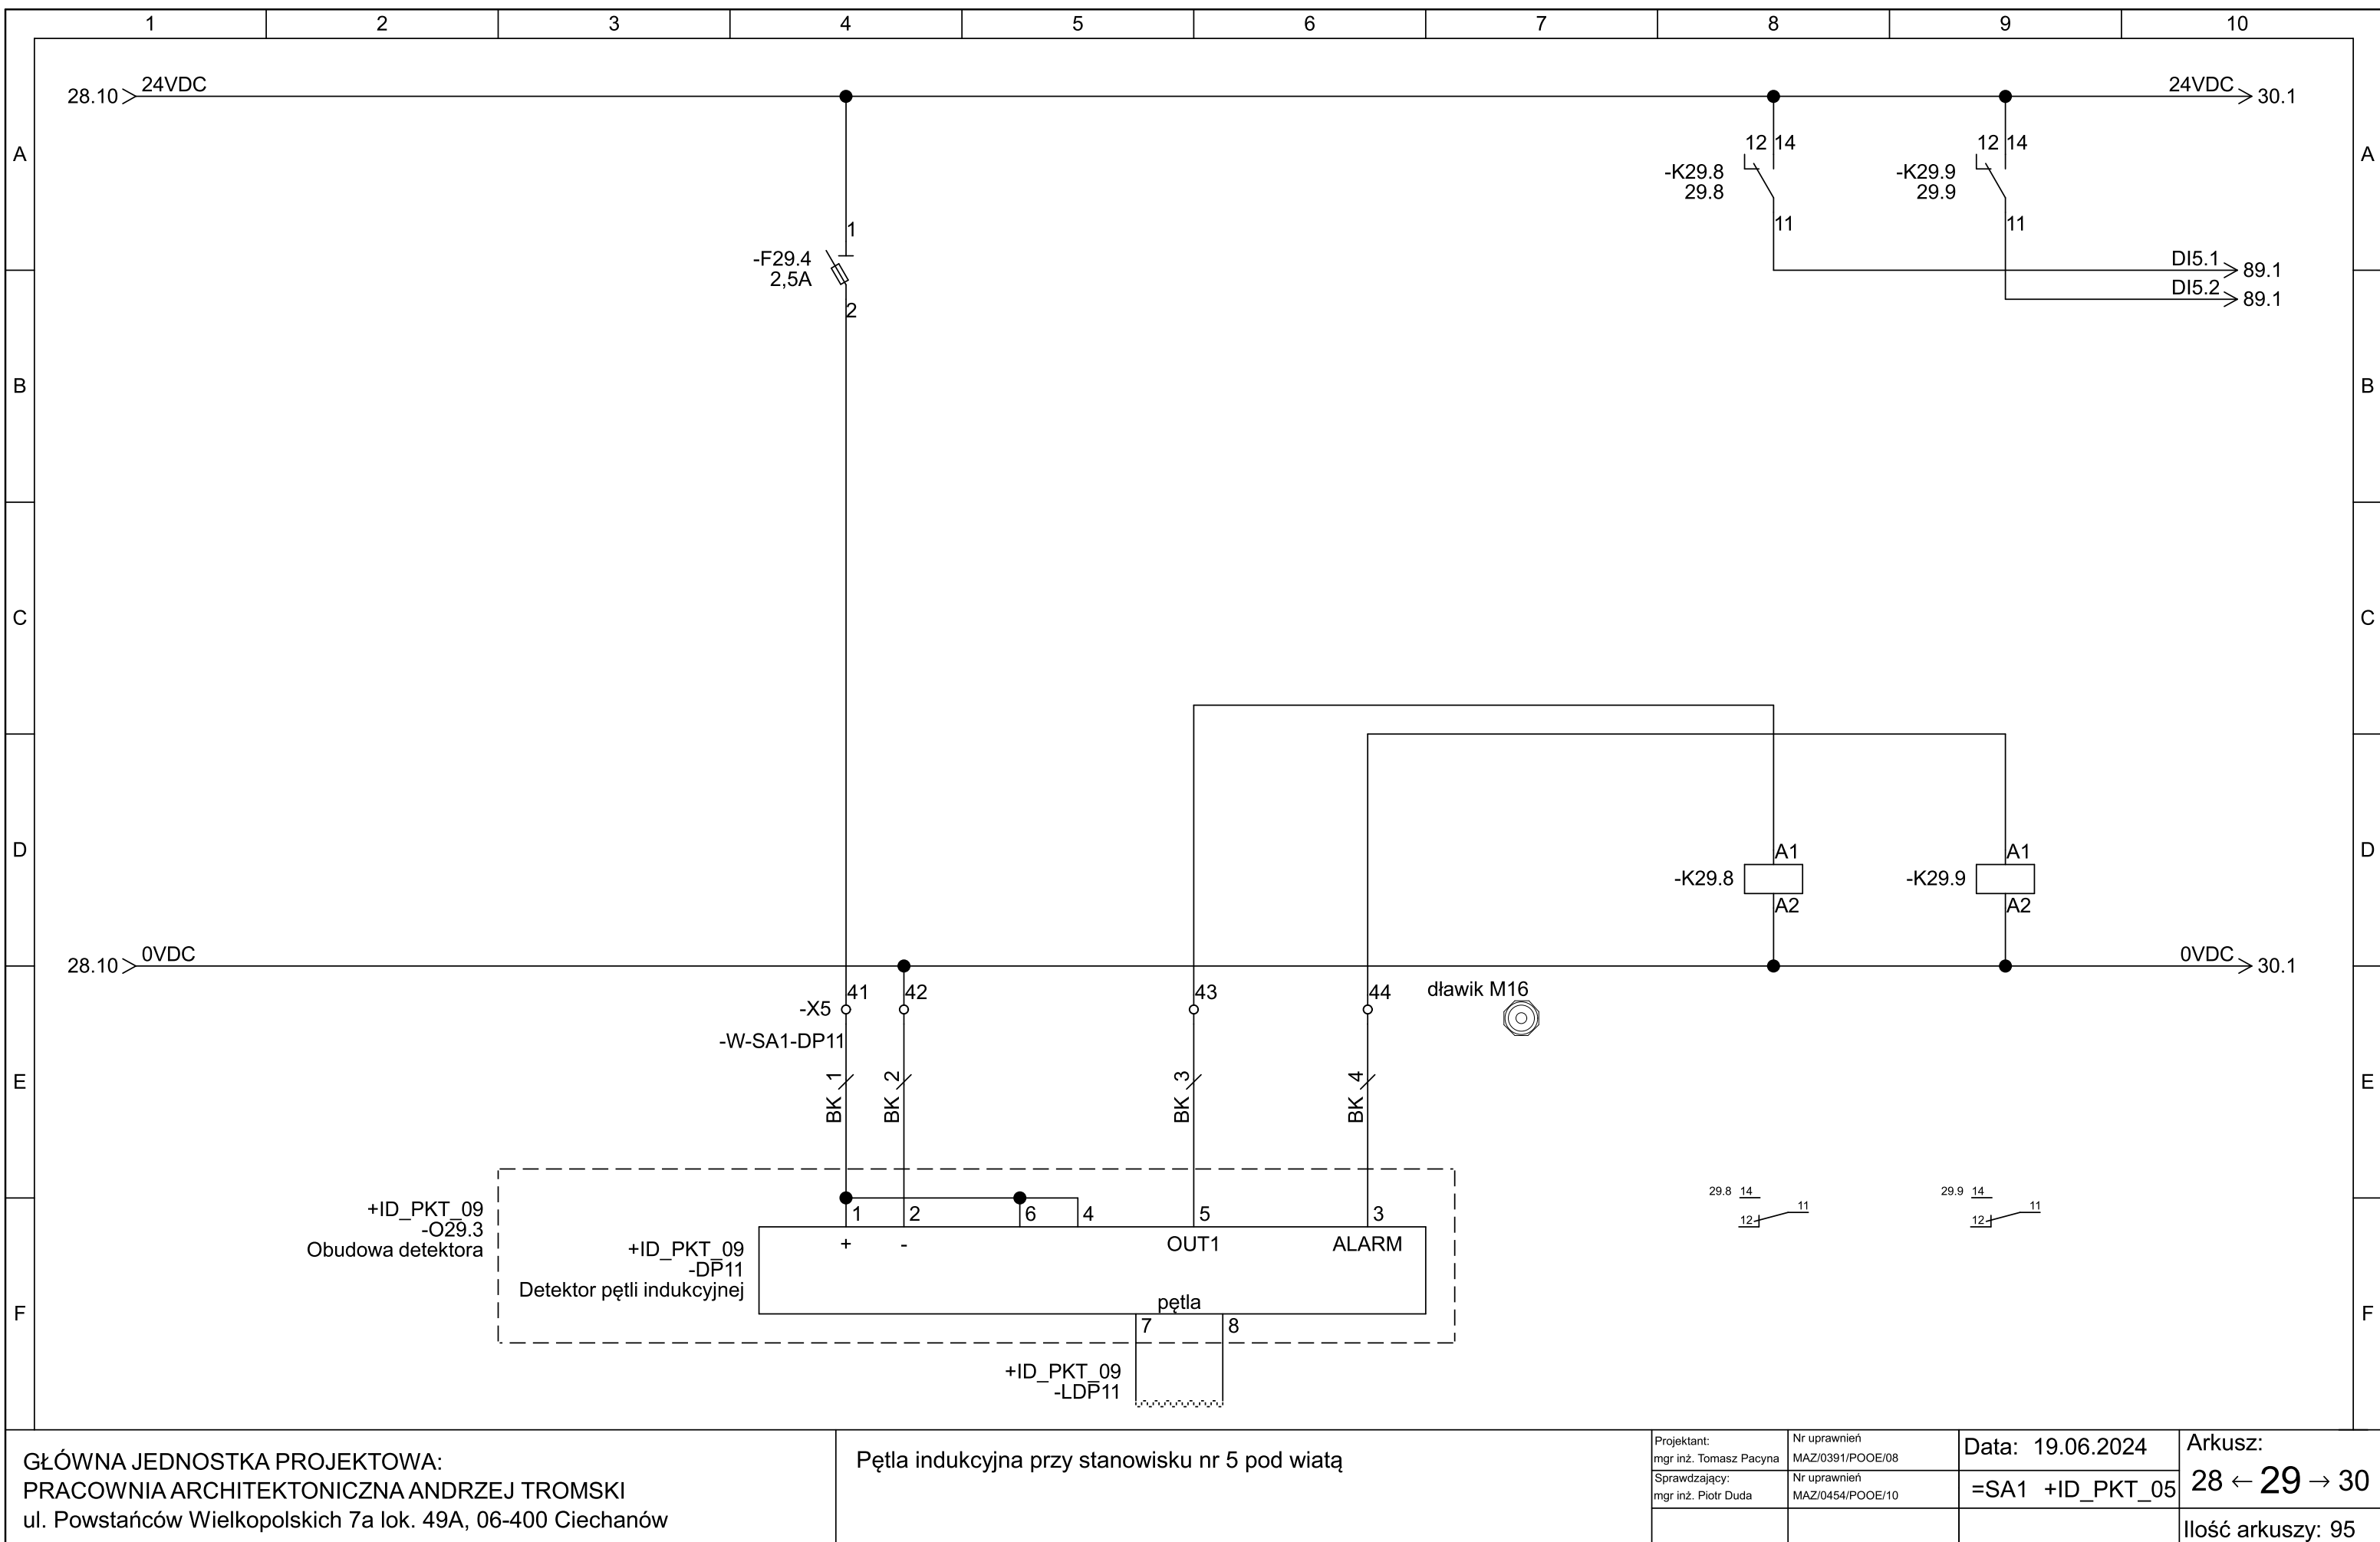 1 2 3 4 5 6 7 8 9 10
28.10 24VDC 24VDC 30.1
A A
12 14 12 14
-K29.8 -K29.9
29.8 29.9
11 11
1
-F29.4
2,5A
2
DI5.1 89.1
DI5.2 89.1
B B
C C
D D
A1 A1
-K29.8 -K29.9
A2 A2
28.10 0VDC 0VDC 30.1
41 42 43 44 dławik M16
-X5
-W-SA1-DP11
E E
BK 1 BK 2 BK 3 BK 4
29.8 14 11
12
29.9 14 11
12
+ID_PKT_09
-O29.3
Obudowa detektora
1 2 6 4 5 3
+ - OUT1 ALARM
+ID_PKT_09
-DP11
Detektor pętli indukcyjnej
pętla
F F
7 8
+ID_PKT_09
-LDP11
GŁÓWNA JEDNOSTKA PROJEKTOWA:
PRACOWNIA ARCHITEKTONICZNA ANDRZEJ TROMSKI
ul. Powstańców Wielkopolskich 7a lok. 49A, 06-400 Ciechanów
Pętla indukcyjna przy stanowisku nr 5 pod wiatą
Projektant: Nr uprawnień
mgr inż. Tomasz Pacyna MAZ/0391/POOE/08
Sprawdzający: Nr uprawnień
mgr inż. Piotr Duda MAZ/0454/POOE/10
Data: 19.06.2024
=SA1 +ID_PKT_05
Arkusz:
28 ← 29 → 30
Ilość arkuszy: 95